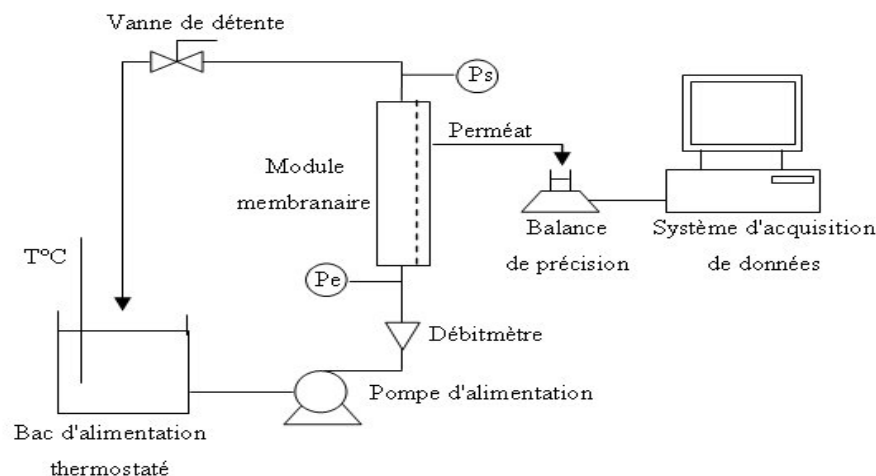 Vanne de détente
Ps
Perméat
Module
membranaire
Balance
de précision
Système d'acquisition
de données
T°C
Pe
Débitmètre
Pompe d'alimentation
Bac d'alimentation
thermostaté